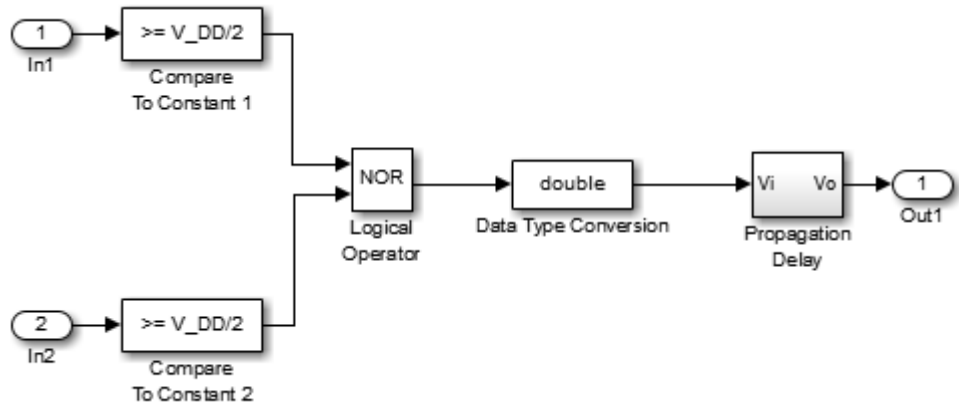 1
In1
>= V_DD/2
Compare
To Constant 1
NOR
Logical
Operator
double
Data Type Conversion
Vi Vo
Propagation
Delay
1
Out1
2
In2
>= V_DD/2
Compare
To Constant 2